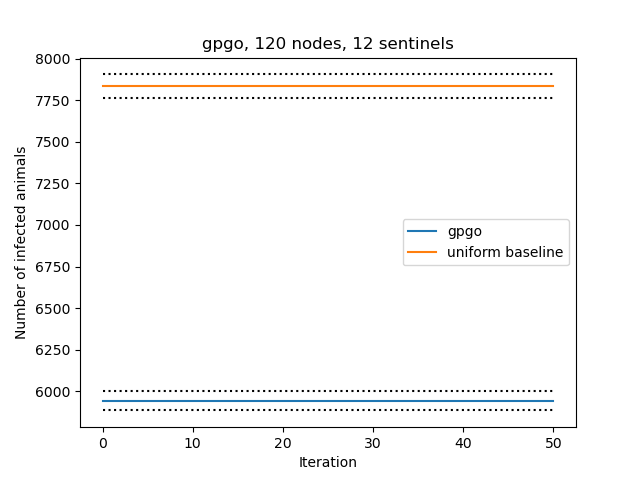 gpgo, 120 nodes, 12 sentinels
8000
7750
7500
7250
7000
6750
6500
6250
6000
Number of infected animals
gpgo
uniform baseline
0 10 20 30 40 50
Iteration